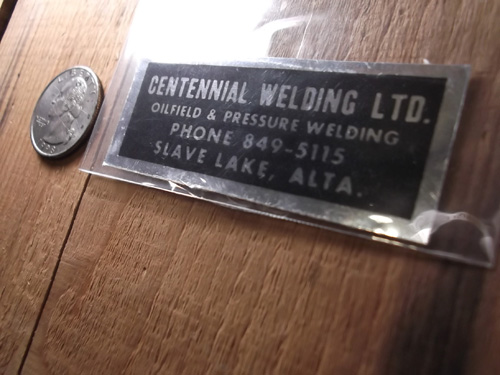 CENTENNIAL WELDING LTD.
OILFIELD & PRESSURE WELDING
PHONE 849-5115
SLAVE LAKE, ALTA.